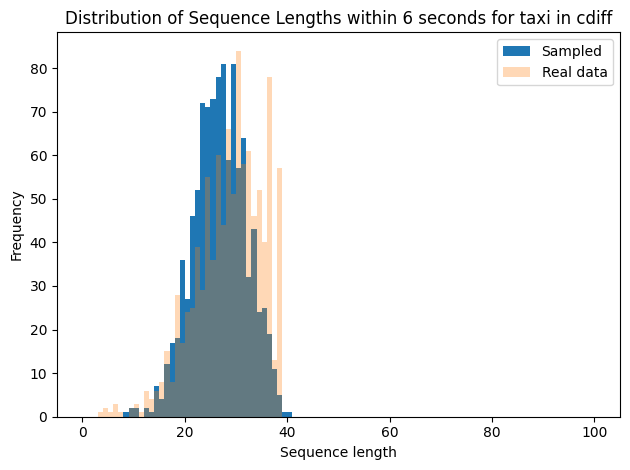 Distribution of Sequence Lengths within 6 seconds for taxi in cdiff
Sampled
Real data
Frequency
80
70
60
50
40
30
20
10
0
0 20 40 60 80 100
Sequence length